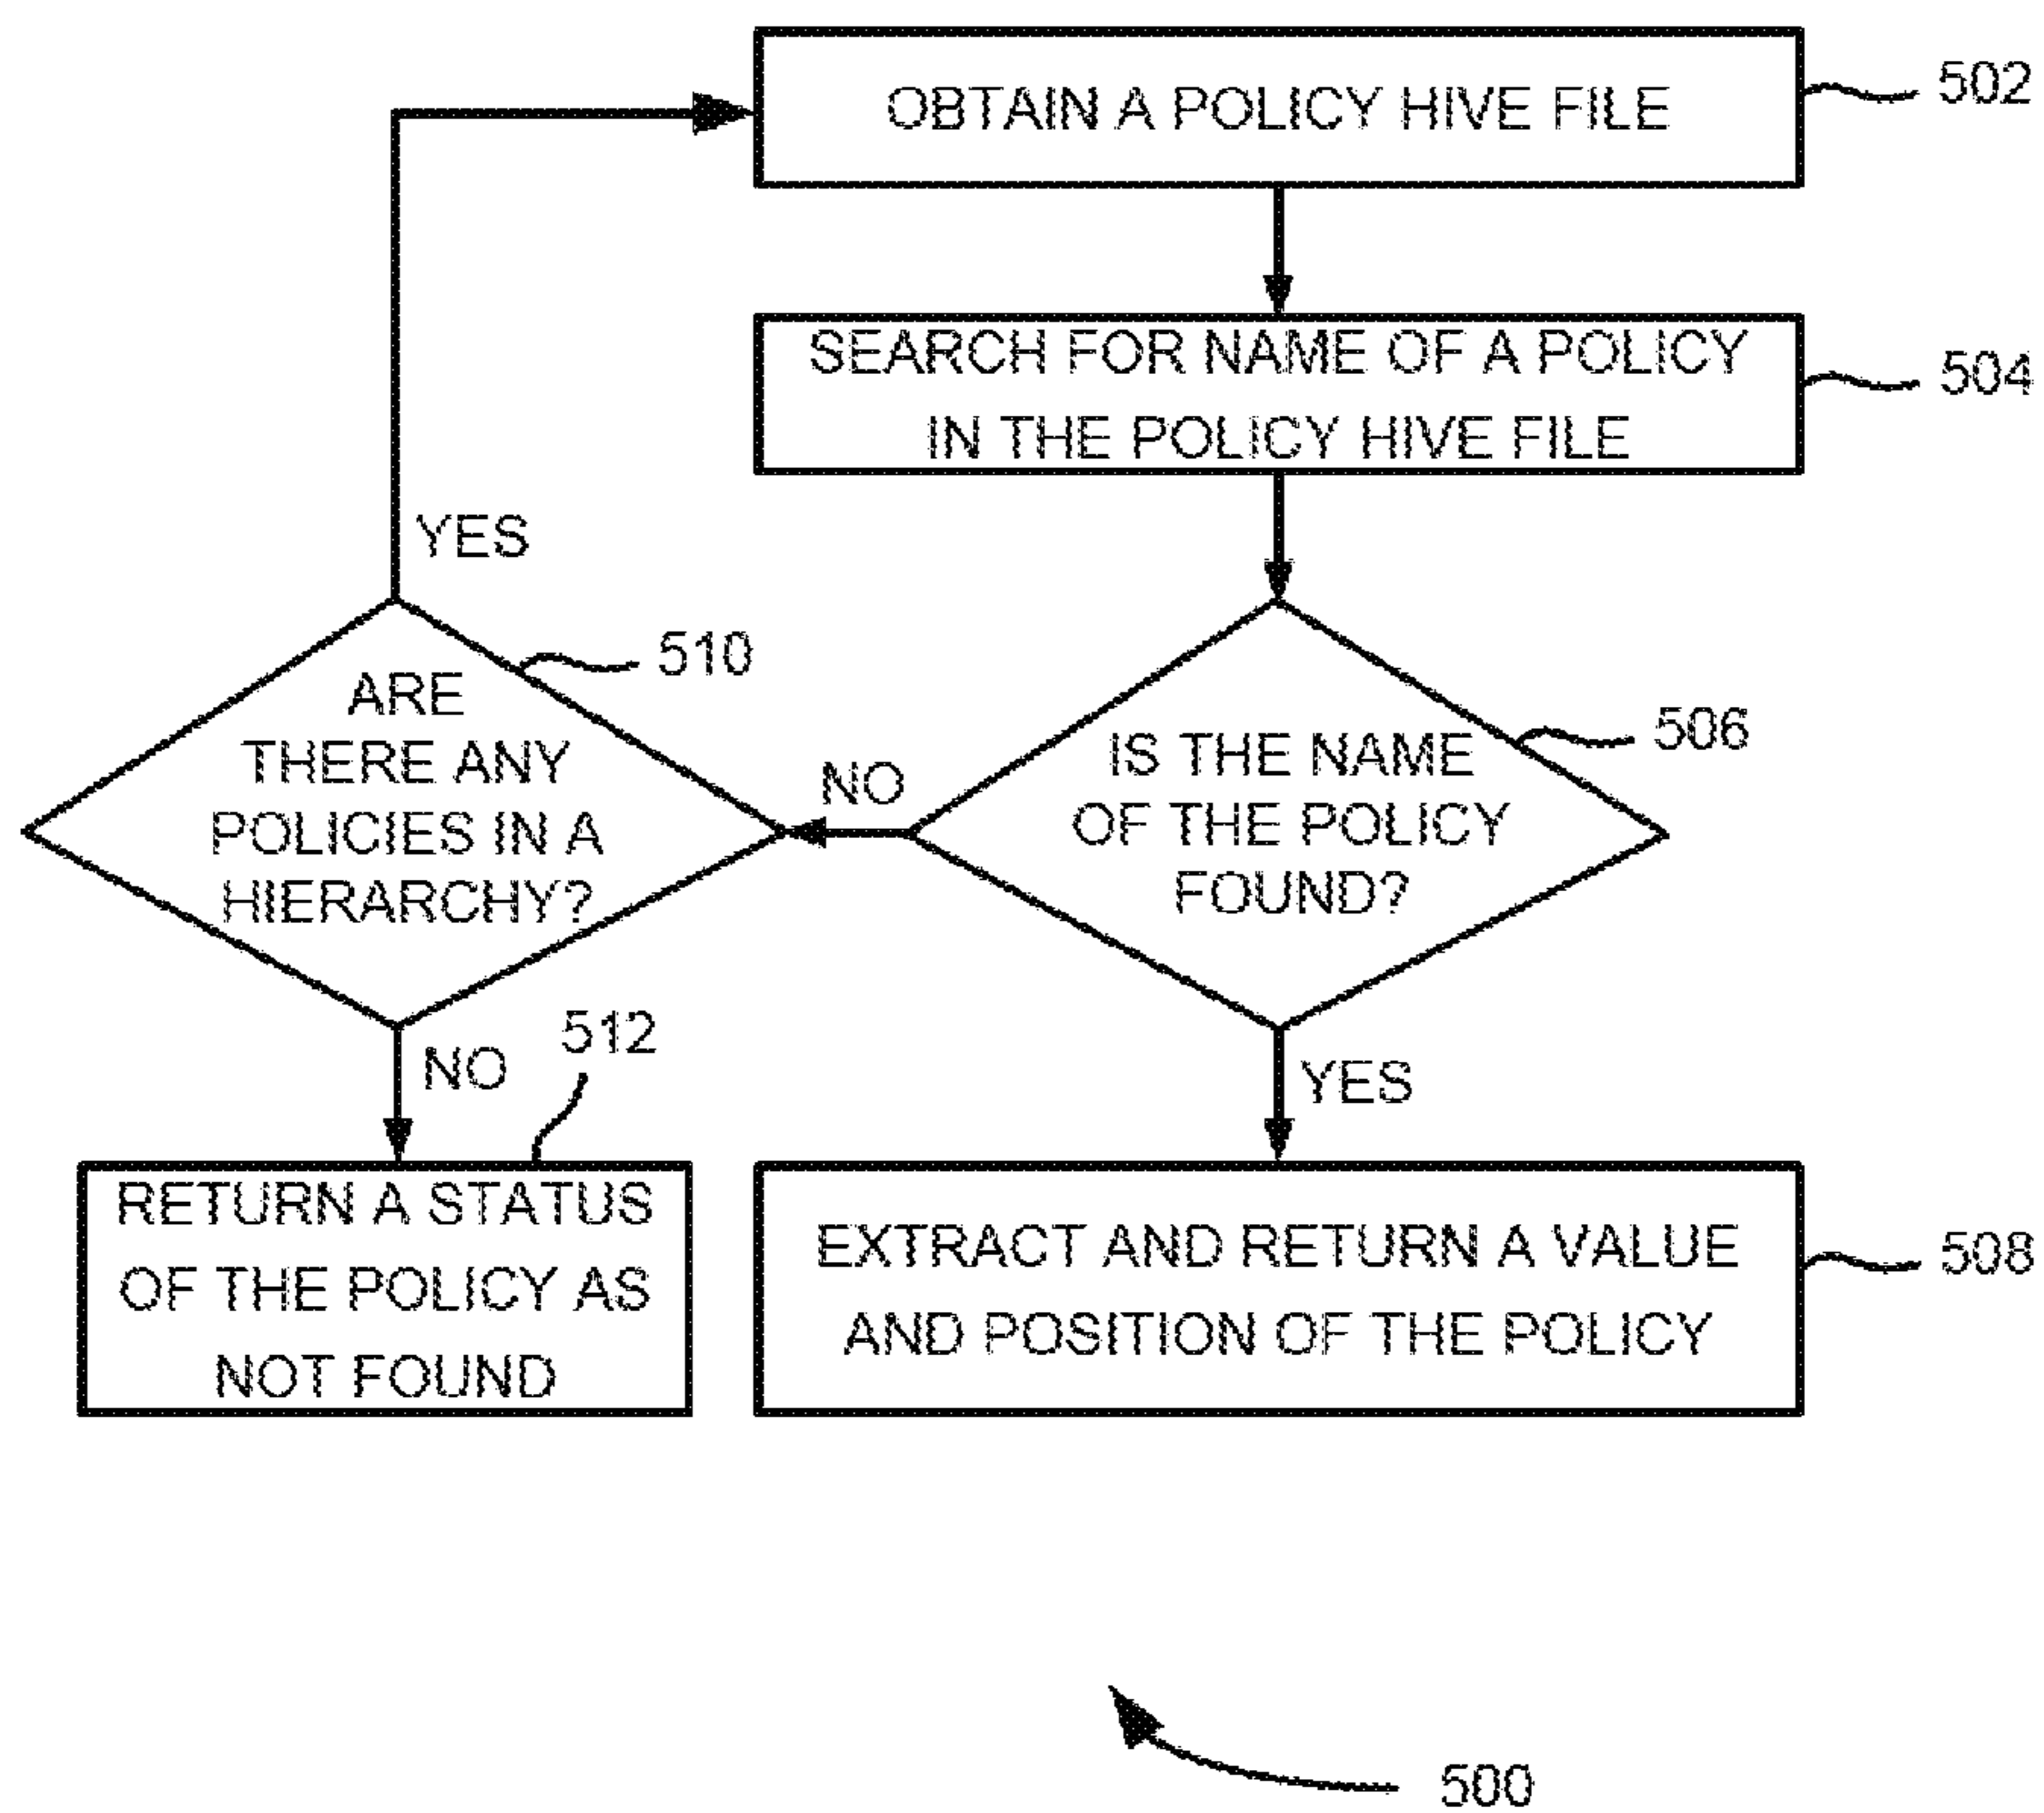 OBTAIN A POLICY HIVE FILE
502
SEARCH FOR NAME OF A POLICY
IN THE POLICY HIVE FILE
504
YES
510
ARE
THERE ANY
POLICIES IN A
HIERARCHY?
NO
506
IS THE NAME
OF THE POLICY
FOUND?
NO
512
YES
RETURN A STATUS
OF THE POLICY AS
NOT FOUND
EXTRACT AND RETURN A VALUE
AND POSITION OF THE POLICY
508
500